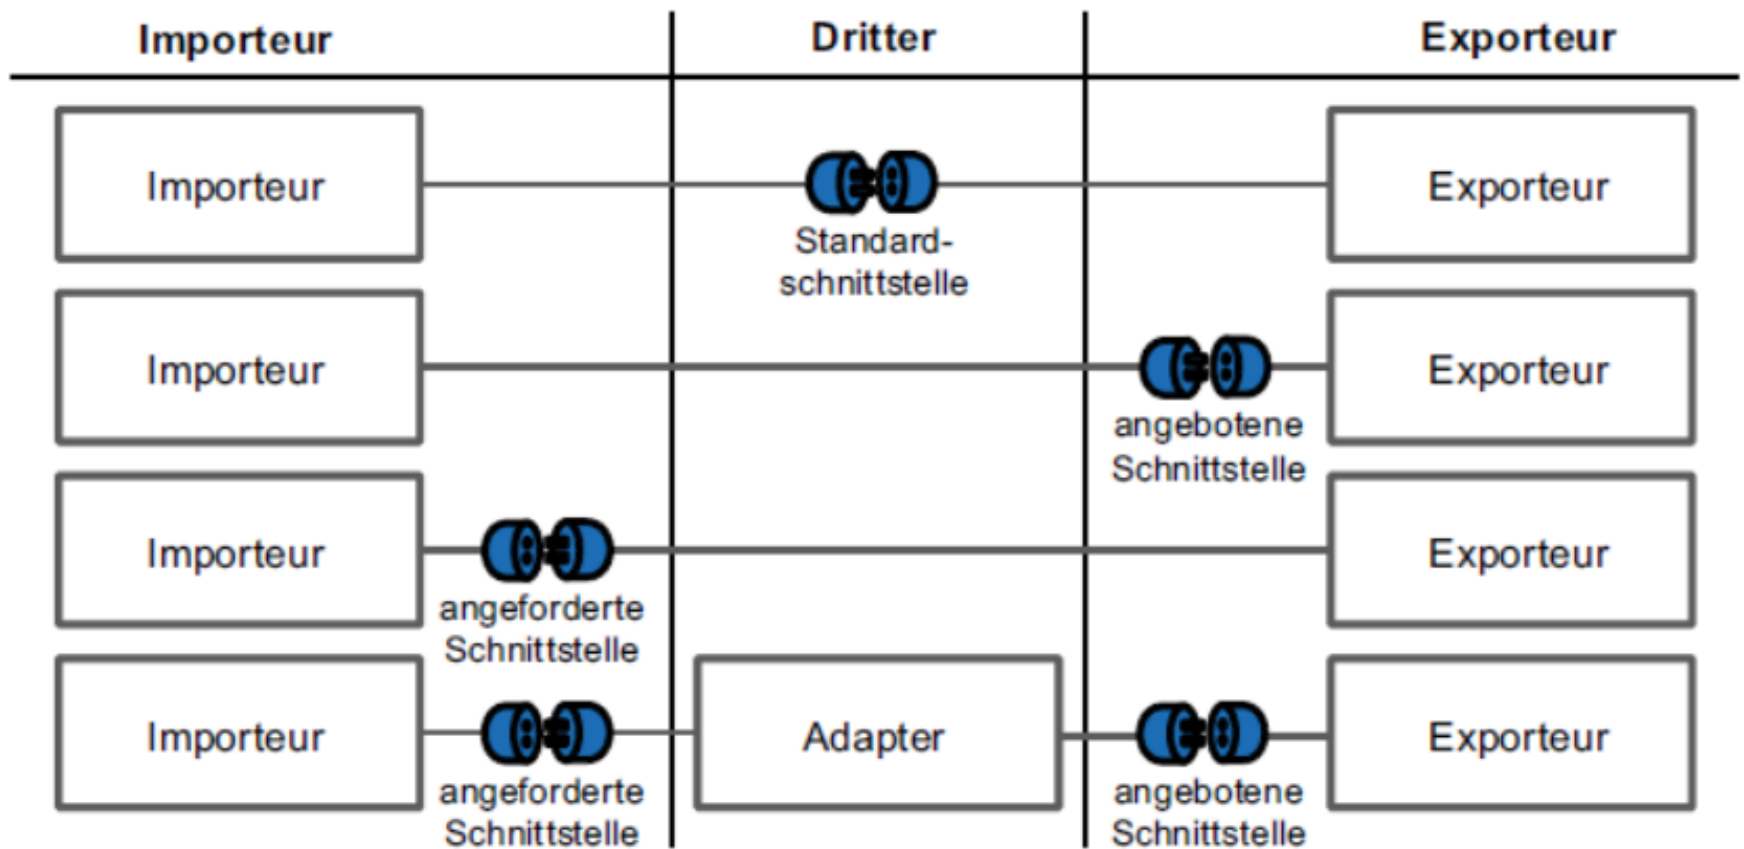 Importeur
Dritter
Exporteur
Importeur
Standard-
schnittstelle
Exporteur
Importeur
angebotene
Schnittstelle
Exporteur
Importeur
angeforderte
Schnittstelle
Exporteur
Importeur
angeforderte
Schnittstelle
Adapter
angebotene
Schnittstelle
Exporteur